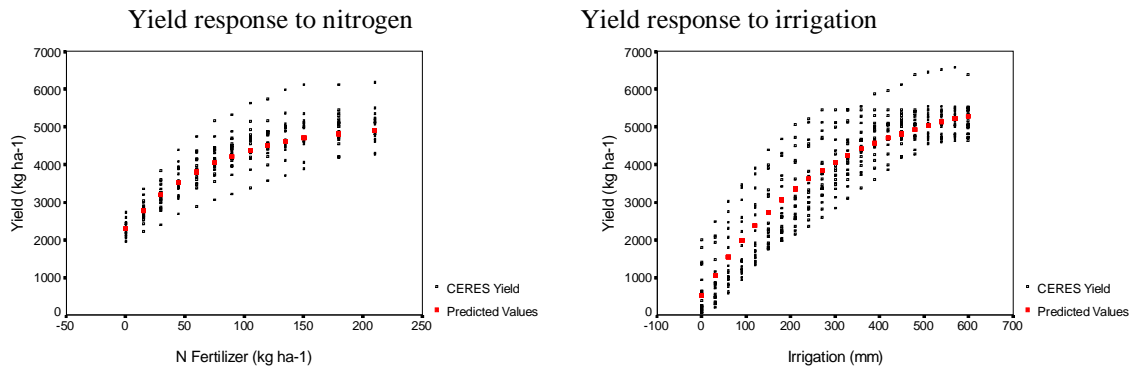 Yield response to nitrogen
7000
6000
5000
4000
3000
2000
1000
0
Yield (kg ha-1)
-50 0 50 100 150 200 250
N Fertilizer (kg ha-1)
CERES Yield
Predicted Values
Yield response to irrigation
7000
6000
5000
4000
3000
2000
1000
0
Yield (kg ha-1)
-100 0 100 200 300 400 500 600 700
Irrigation (mm)
CERES Yield
Predicted Values